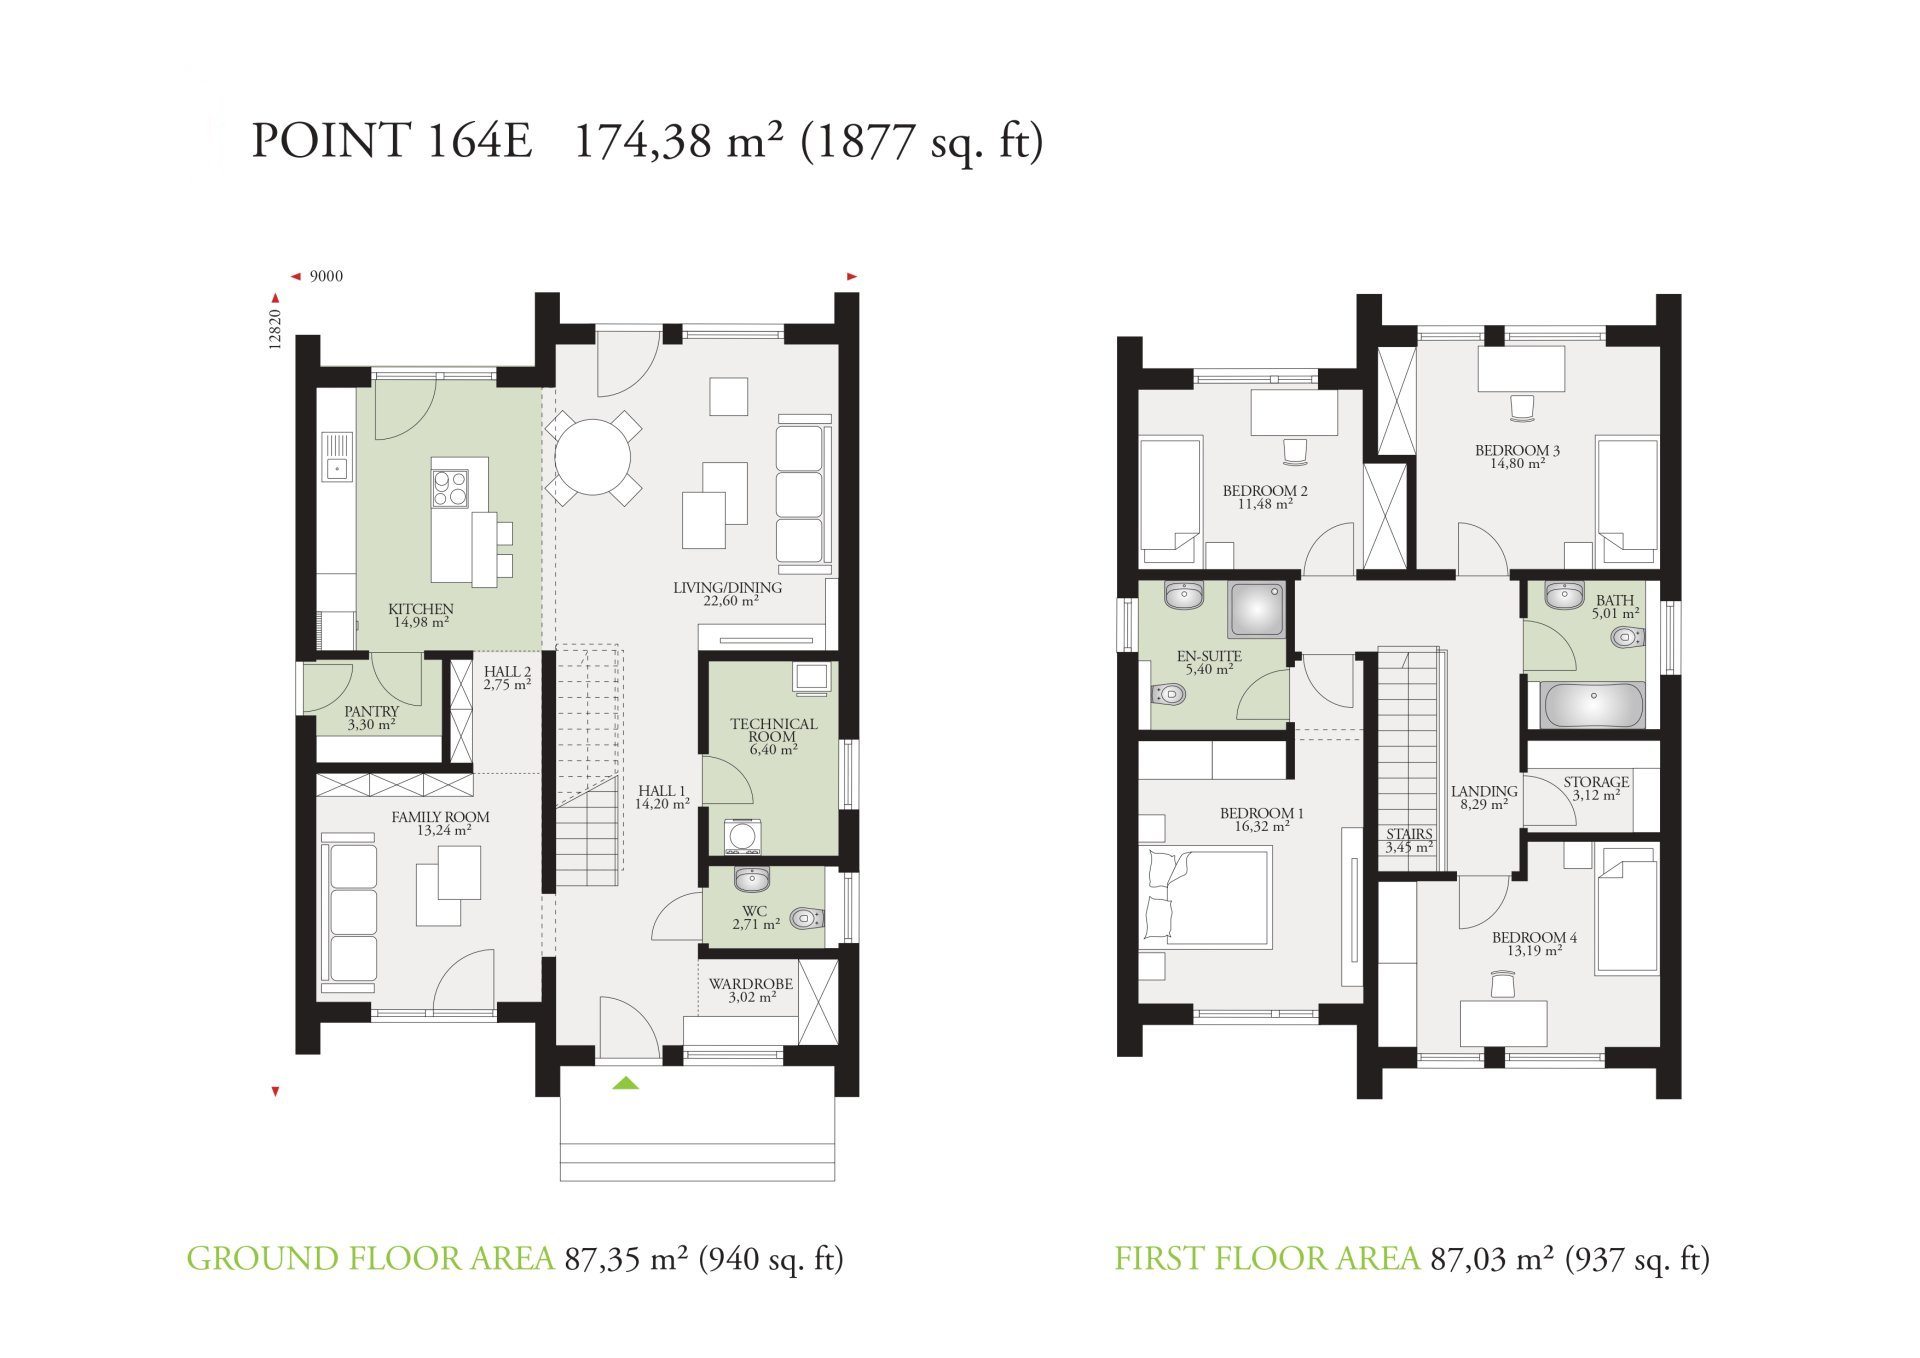 POINT 164E 174,38 m² (1877 sq. ft)
9000
12820
KITCHEN
14,98 m²
LIVING/DINING
22,60 m²
HALL 2
2,75 m²
PANTRY
3,30 m²
TECHNICAL
ROOM
6,40 m²
HALL 1
14,20 m²
FAMILY ROOM
13,24 m²
WC
2,71 m²
WARDROBE
3,02 m²
GROUND FLOOR AREA 87,35 m² (940 sq. ft)
BEDROOM 3
14,80 m²
BEDROOM 2
11,48 m²
BATH
5,01 m²
EN-SUITE
5,40 m²
STORAGE
3,12 m²
LANDING
8,29 m²
BEDROOM 1
16,32 m²
STAIRS
3,45 m²
BEDROOM 4
13,19 m²
FIRST FLOOR AREA 87,03 m² (937 sq. ft)